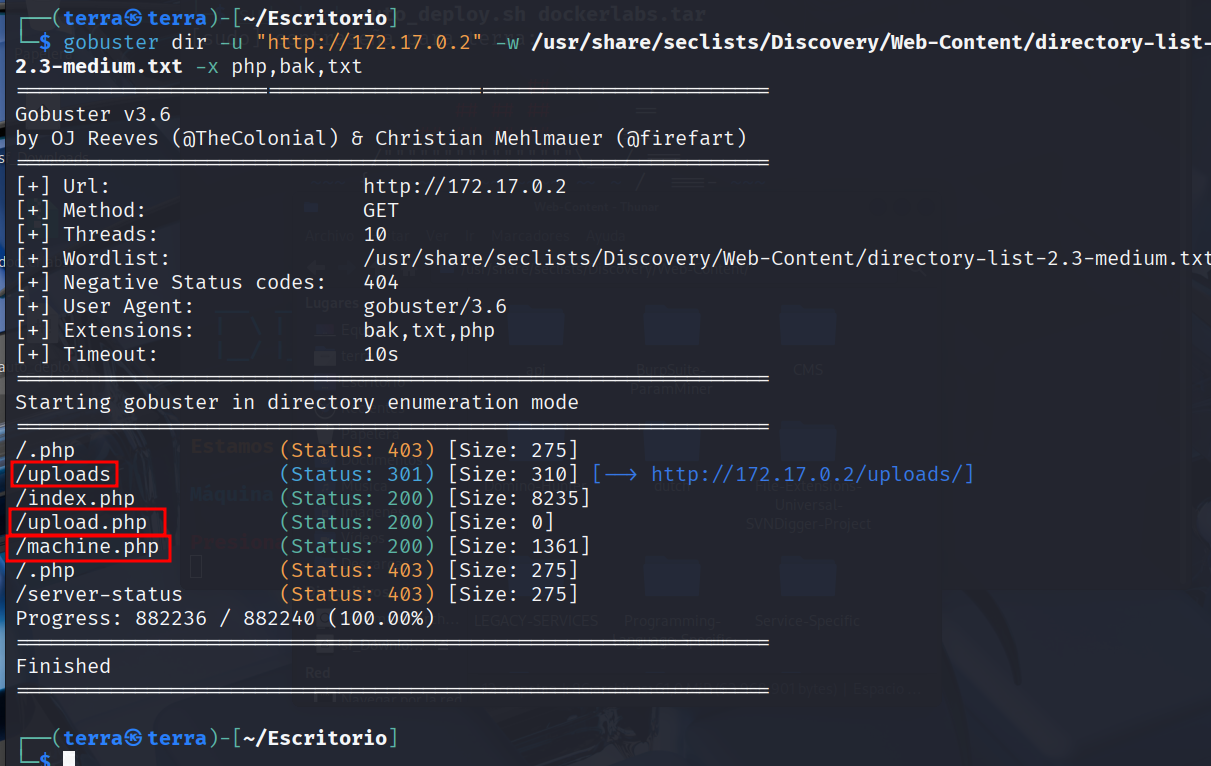 ┌──(terra㉿terra)-[~/Escritorio]
└─$ gobuster dir -u "http://172.17.0.2" -w /usr/share/seclists/Discovery/Web-Content/directory-list-
2.3-medium.txt -x php,bak,txt
===============================================================
Gobuster v3.6
by OJ Reeves (@TheColonial) & Christian Mehlmauer (@firefart)
===============================================================
[+] Url:                     http://172.17.0.2
[+] Method:                  GET
[+] Threads:                 10
[+] Wordlist:                /usr/share/seclists/Discovery/Web-Content/directory-list-2.3-medium.txt
[+] Negative Status codes:   404
[+] User Agent:              gobuster/3.6
[+] Extensions:              bak,txt,php
[+] Timeout:                 10s
===============================================================
Starting gobuster in directory enumeration mode
===============================================================
/.php                 (Status: 403) [Size: 275]
/uploads              (Status: 301) [Size: 310] [--> http://172.17.0.2/uploads/]
/index.php            (Status: 200) [Size: 8235]
/upload.php           (Status: 200) [Size: 0]
/machine.php          (Status: 200) [Size: 1361]
/.php                 (Status: 403) [Size: 275]
/server-status        (Status: 403) [Size: 275]
Progress: 882236 / 882240 (100.00%)
===============================================================
Finished
===============================================================
┌──(terra㉿terra)-[~/Escritorio]
└─$